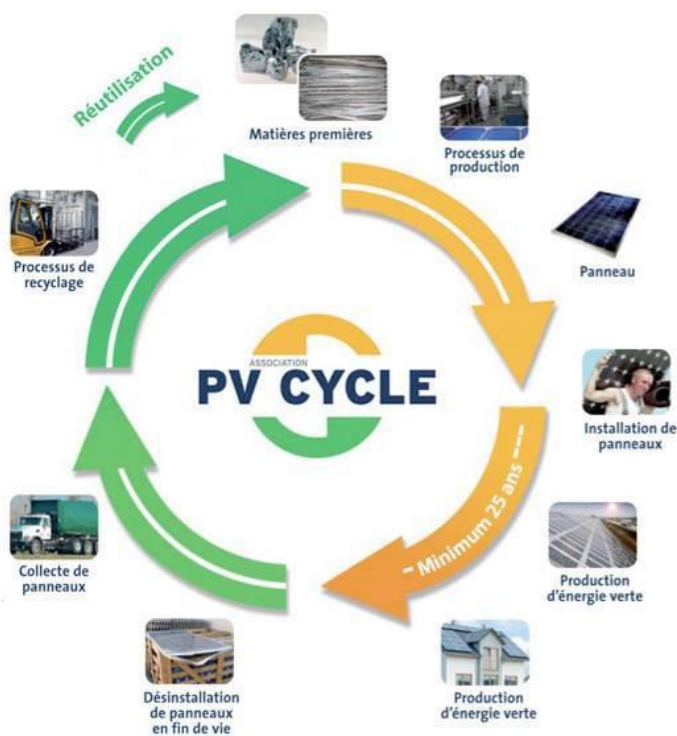 Réutilisation
Matières premières
Processus de
production
Panneau
Installation de
panneaux
Minimum 25 ans
Production
d'énergie verte
Production
d'énergie verte
Désinstallation
de panneaux
en fin de vie
Collecte de
panneaux
Processus de
recyclage
ASSOCIATION
PV CYCLE